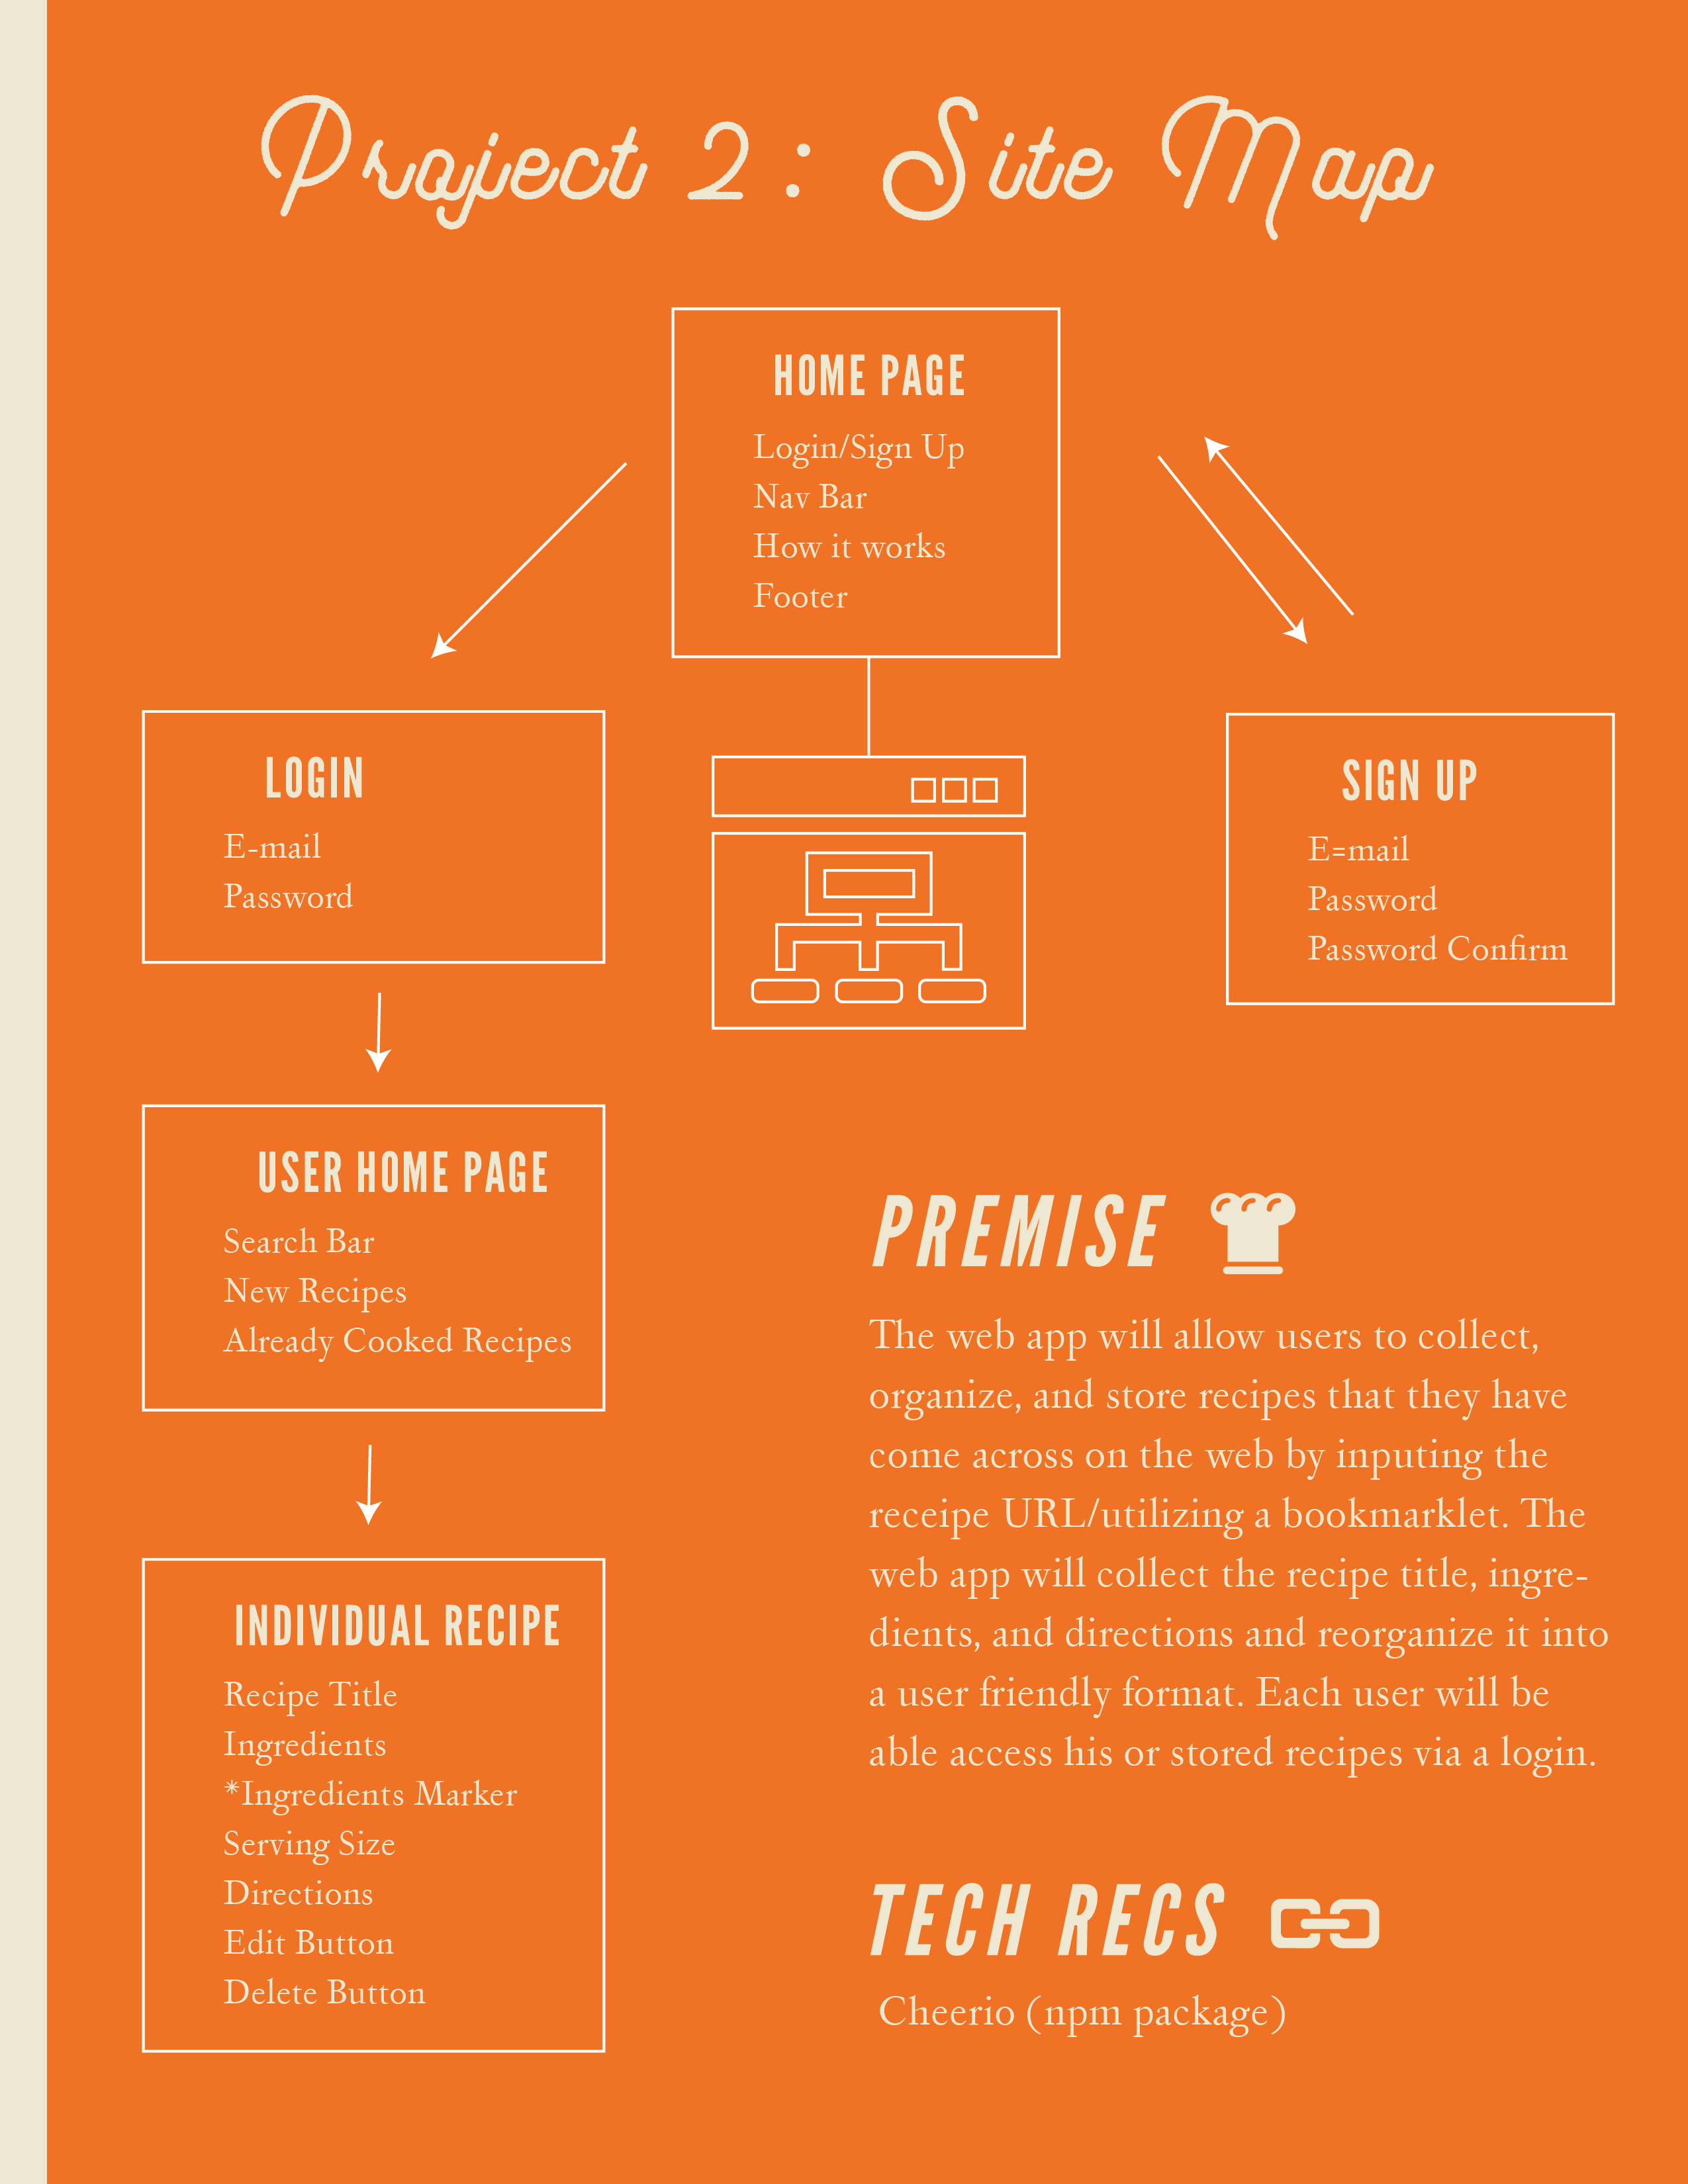 Project 2: Site Map
HOME PAGE
Login/Sign Up
Nav Bar
How it works
Footer
LOGIN
E-mail
Password
SIGN UP
E=mail
Password
Password Confirm
USER HOME PAGE
Search Bar
New Recipes
Already Cooked Recipes
INDIVIDUAL RECIPE
Recipe Title
Ingredients
*Ingredients Marker
Serving Size
Directions
Edit Button
Delete Button
PREMISE
The web app will allow users to collect,
organize, and store recipes that they have
come across on the web by inputing the
receipe URL/utilizing a bookmarklet. The
web app will collect the recipe title, ingre-
dients, and directions and reorganize it into
a user friendly format. Each user will be
able access his or stored recipes via a login.
TECH RECS
Cheerio (npm package)